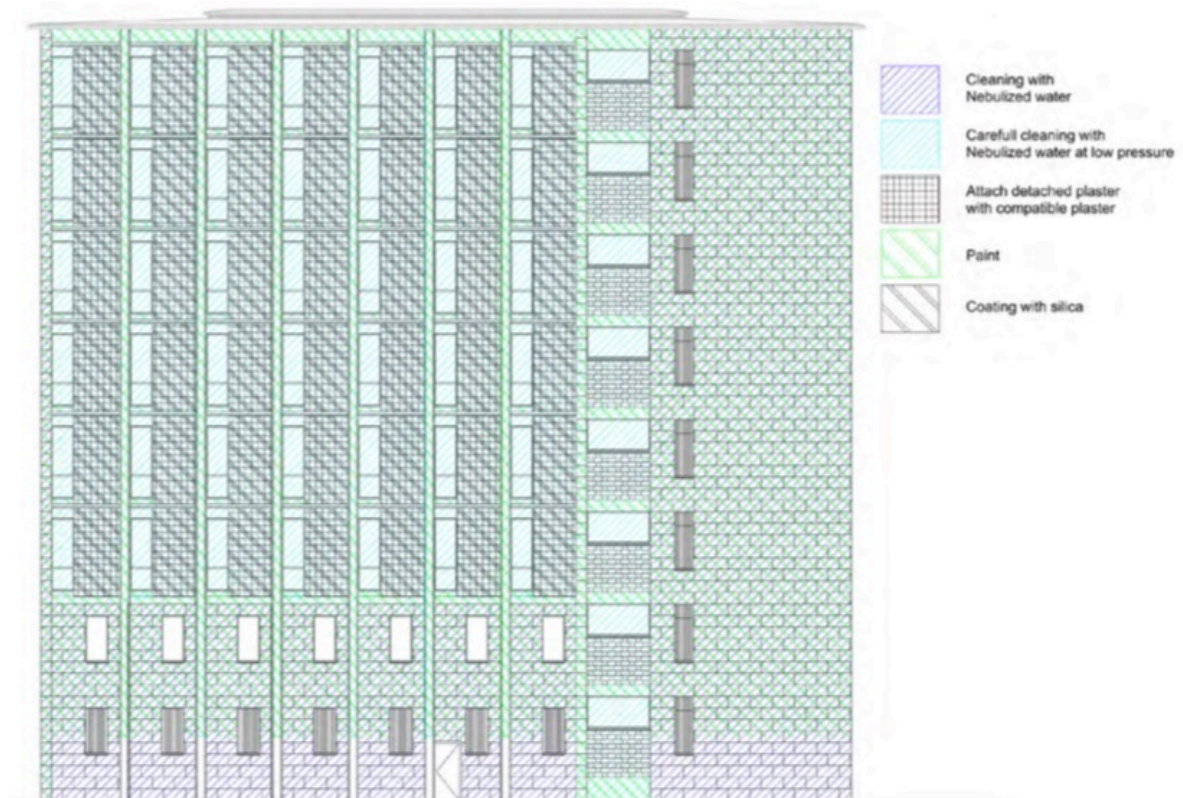 Cleaning with
Nebulized water
Carefull cleaning with
Nebulized water at low pressure
Attach detached plaster
with compatible plaster
Paint
Coating with silica